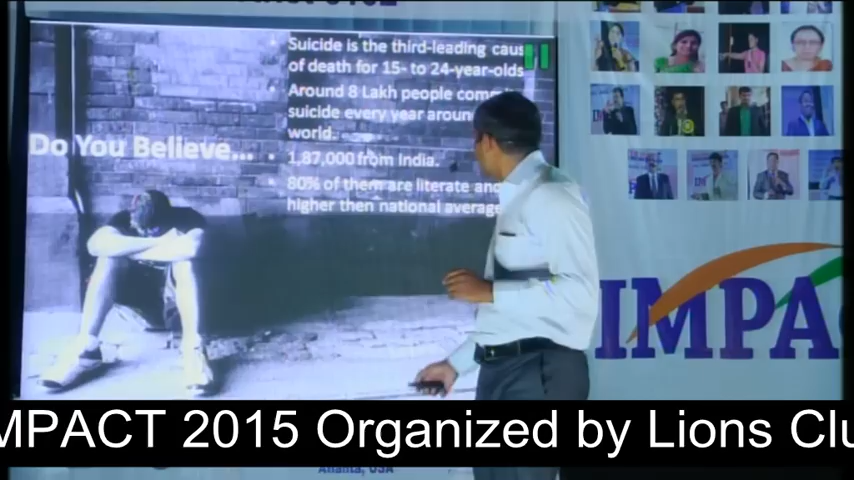 Suicide is the third-leading caus
of death for 15- to 24-year-olds
Around 8 Lakh people comm
suicide every year aroun
world.
Do You Believe...
1,87,000 from India.
80% of them are literate and
higher then national average
IMPA
MPACT 2015 Organized by Lions Clu
Atlanta, USA